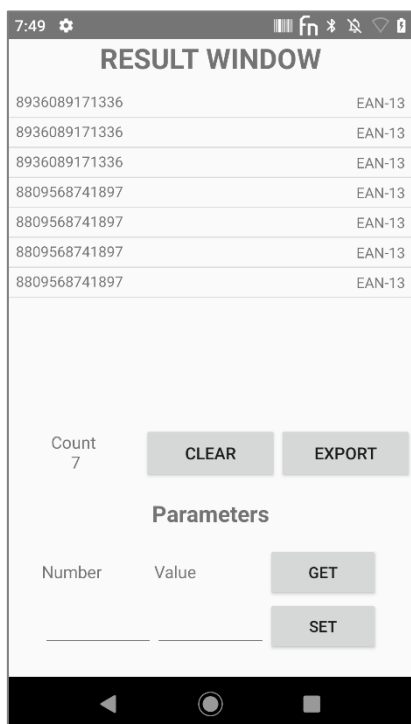 7:49 fn
RESULT WINDOW
8936089171336 EAN-13
8936089171336 EAN-13
8936089171336 EAN-13
8809568741897 EAN-13
8809568741897 EAN-13
8809568741897 EAN-13
8809568741897 EAN-13
Count
7
CLEAR EXPORT
Parameters
Number Value GET
SET